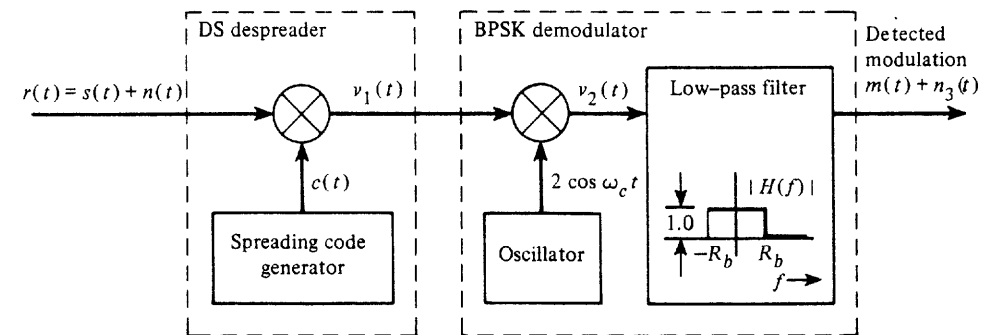 DS despreader
BPSK demodulator
Detected
modulation
m(t) + n₃(t)
r(t) = s(t) + n(t)
v₁(t)
v₂(t)
Low-pass filter
c(t)
2 cos ω_c t
|H(f)|
1.0
−R_b
R_b
f
Spreading code
generator
Oscillator